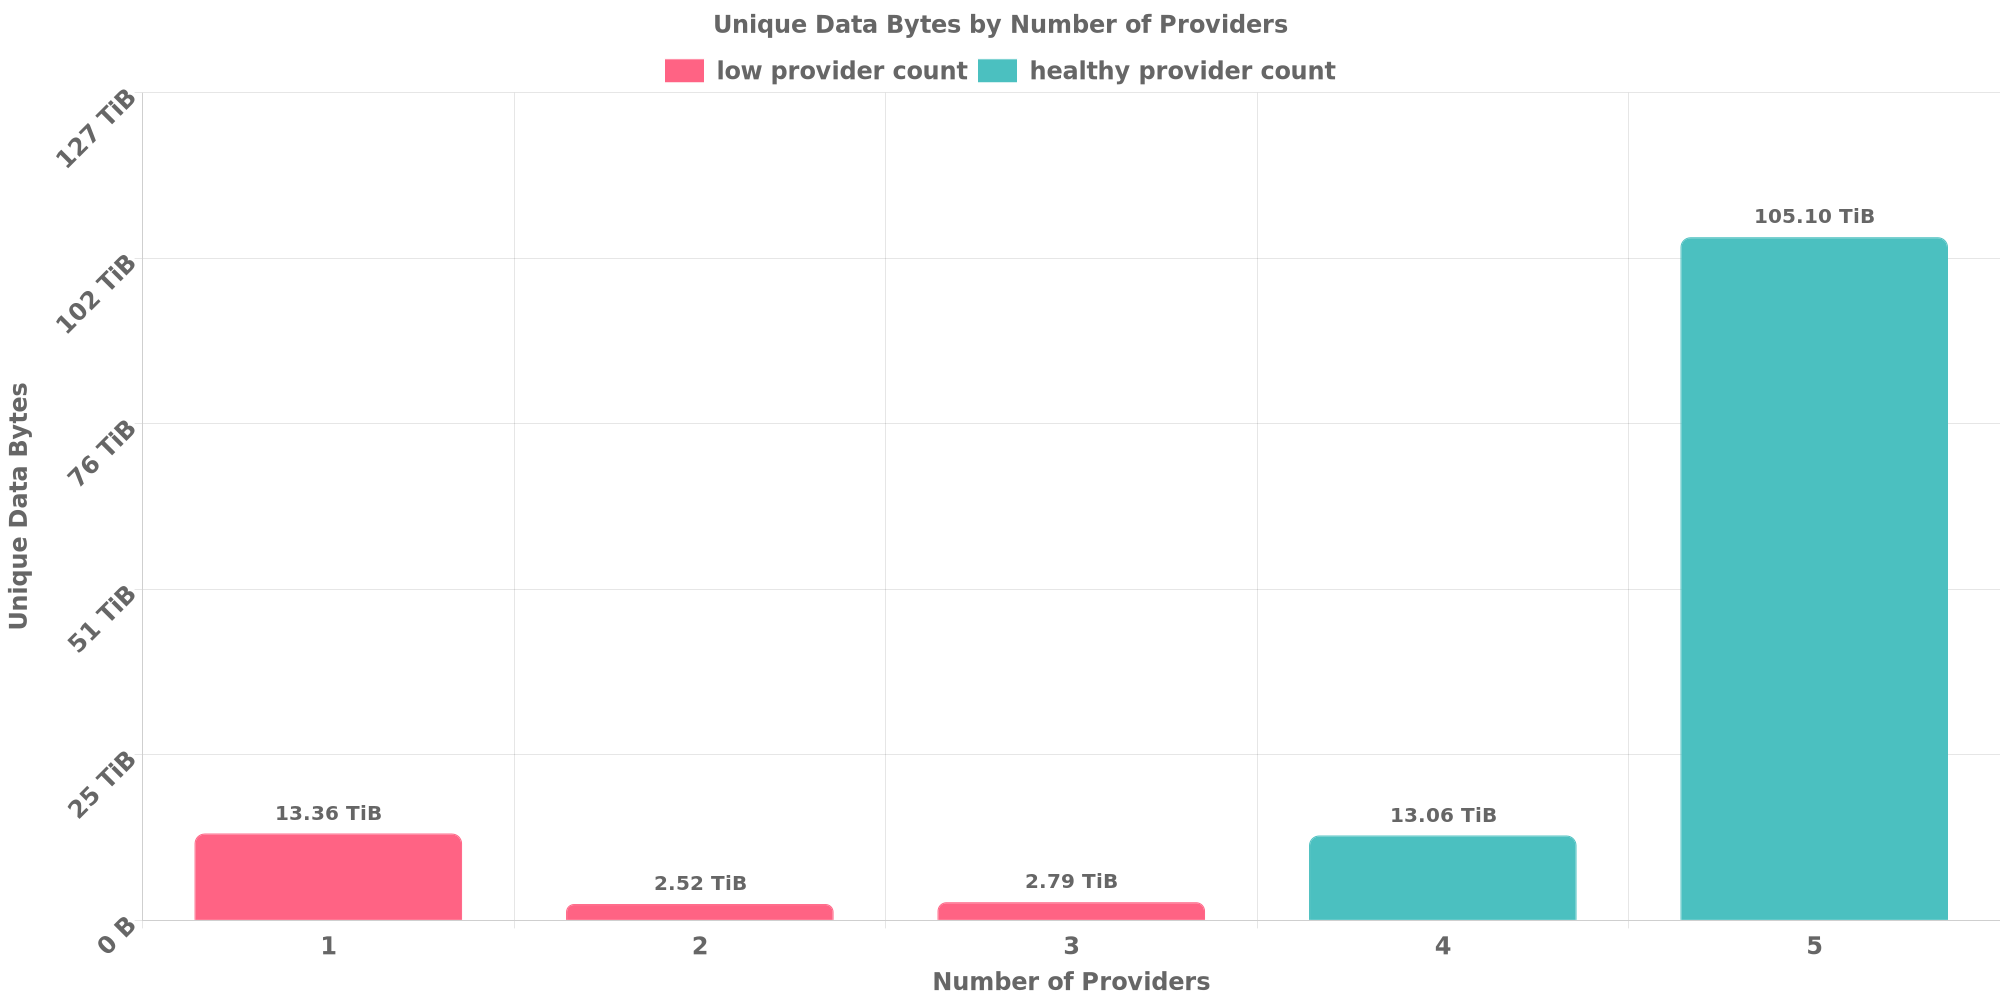 Unique Data Bytes by Number of Providers
low provider count healthy provider count
127 TiB
102 TiB
76 TiB
51 TiB
25 TiB
0 B
Unique Data Bytes
13.36 TiB
2.52 TiB
2.79 TiB
13.06 TiB
105.10 TiB
1 2 3 4 5
Number of Providers